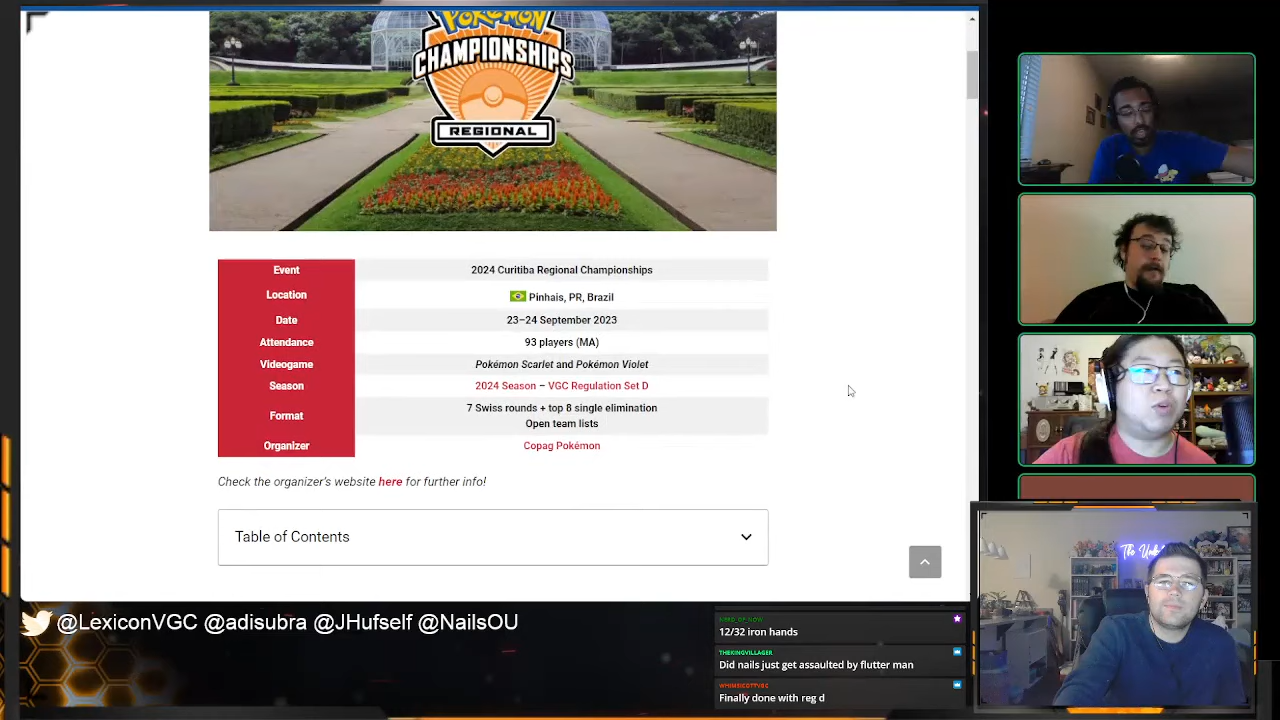 POKÉMON
CHAMPIONSHIPS
REGIONAL
Event 2024 Curitiba Regional Championships
Location Pinhais, PR, Brazil
Date 23–24 September 2023
Attendance 93 players (MA)
Videogame Pokémon Scarlet and Pokémon Violet
Season 2024 Season – VGC Regulation Set D
Format 7 Swiss rounds + top 8 single elimination
Open team lists
Organizer Copag Pokémon
Check the organizer's website here for further info!
Table of Contents
@LexiconVGC @adisubra @JHufself @NailsOU
12/32 iron hands
THEKINGVILLAGER
Did nails just get assaulted by flutter man
WHIMSICOTTVGC
Finally done with reg d
The